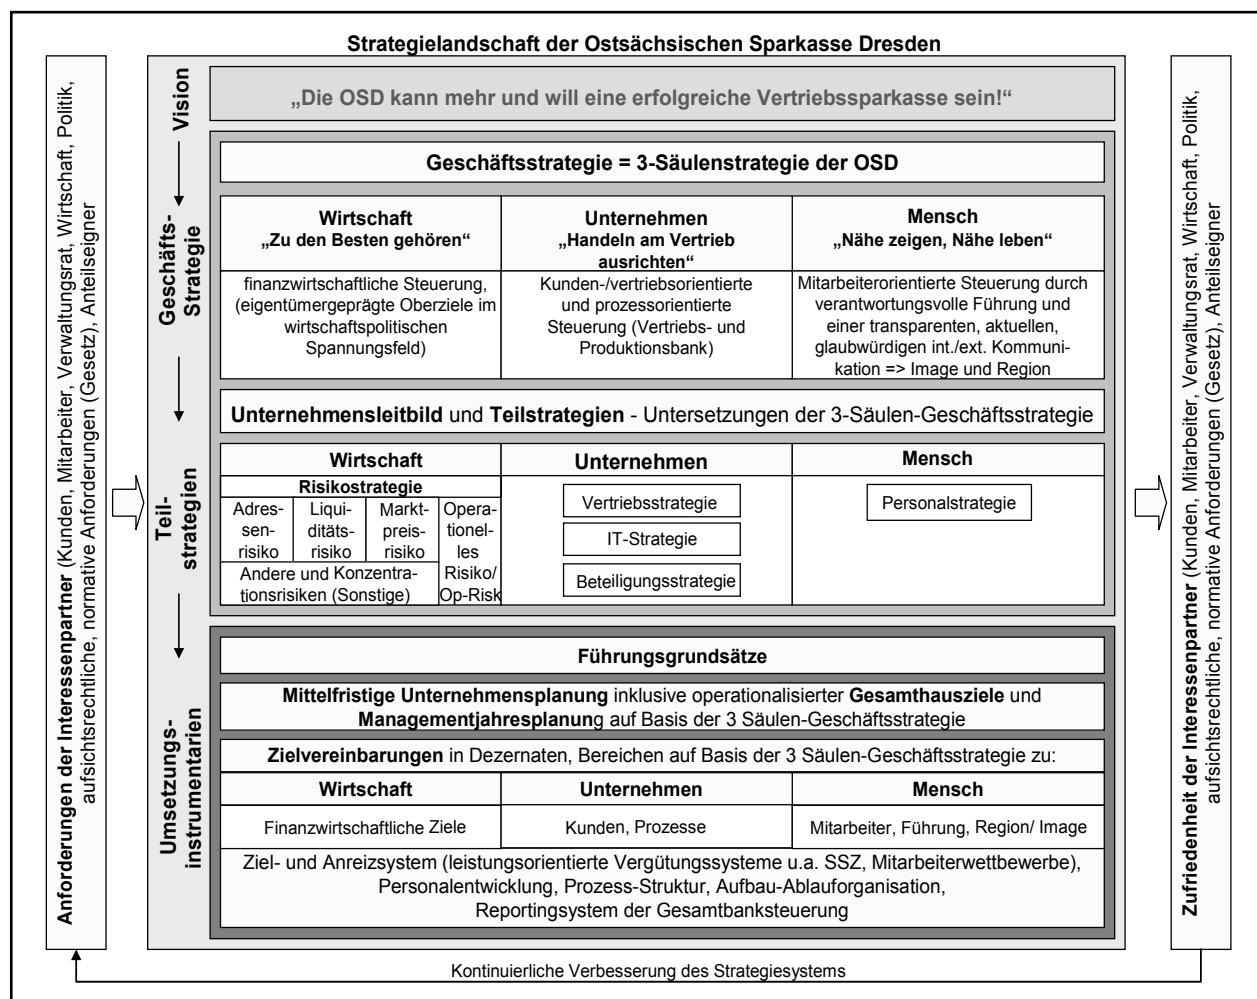 Strategielandschaft der Ostsächsischen Sparkasse Dresden
Anforderungen der Interessenpartner (Kunden, Mitarbeiter, Verwaltungsrat, Wirtschaft, Politik,
aufsichtsrechtliche, normative Anforderungen (Gesetz), Anteilseigner
Vision
„Die OSD kann mehr und will eine erfolgreiche Vertriebssparkasse sein!“
Geschäfts-
Strategie
Geschäftsstrategie = 3-Säulenstrategie der OSD
Wirtschaft
„Zu den Besten gehören“
Unternehmen
„Handeln am Vertrieb
ausrichten“
Mensch
„Nähe zeigen, Nähe leben“
finanzwirtschaftliche Steuerung,
(eigentümergeprägte Oberziele im
wirtschaftspolitischen
Spannungsfeld)
Kunden-/vertriebsorientierte
und prozessorientierte
Steuerung (Vertriebs- und
Produktionsbank)
Mitarbeiterorientierte Steuerung durch
verantwortungsvolle Führung und
einer transparenten, aktuellen,
glaubwürdigen int./ext. Kommuni-
kation => Image und Region
Unternehmensleitbild und Teilstrategien - Untersetzungen der 3-Säulen-Geschäftsstrategie
Teil-
strategien
Wirtschaft
Risikostrategie
Adres-
sen-
risiko
Liqui-
ditäts-
risiko
Markt-
preis-
risiko
Opera-
tionel-
les
Risiko/
Op-Risk
Andere und Konzentra-
tionsrisiken (Sonstige)
Unternehmen
Vertriebsstrategie
IT-Strategie
Beteiligungsstrategie
Mensch
Personalstrategie
Umsetzungs-
instrumentarien
Führungsgrundsätze
Mittelfristige Unternehmensplanung inklusive operationalisierter Gesamthausziele und
Managementjahresplanung auf Basis der 3 Säulen-Geschäftsstrategie
Zielvereinbarungen in Dezernaten, Bereichen auf Basis der 3 Säulen-Geschäftsstrategie zu:
Wirtschaft
Unternehmen
Mensch
Finanzwirtschaftliche Ziele
Kunden, Prozesse
Mitarbeiter, Führung, Region/ Image
Ziel- und Anreizsystem (leistungsorientierte Vergütungssysteme u.a. SSZ, Mitarbeiterwettbewerbe),
Personalentwicklung, Prozess-Struktur, Aufbau-Ablauforganisation,
Reportingsystem der Gesamtbanksteuerung
Zufriedenheit der Interessenpartner (Kunden, Mitarbeiter, Verwaltungsrat, Wirtschaft, Politik,
aufsichtsrechtliche, normative Anforderungen (Gesetz), Anteilseigner
Kontinuierliche Verbesserung des Strategiesystems